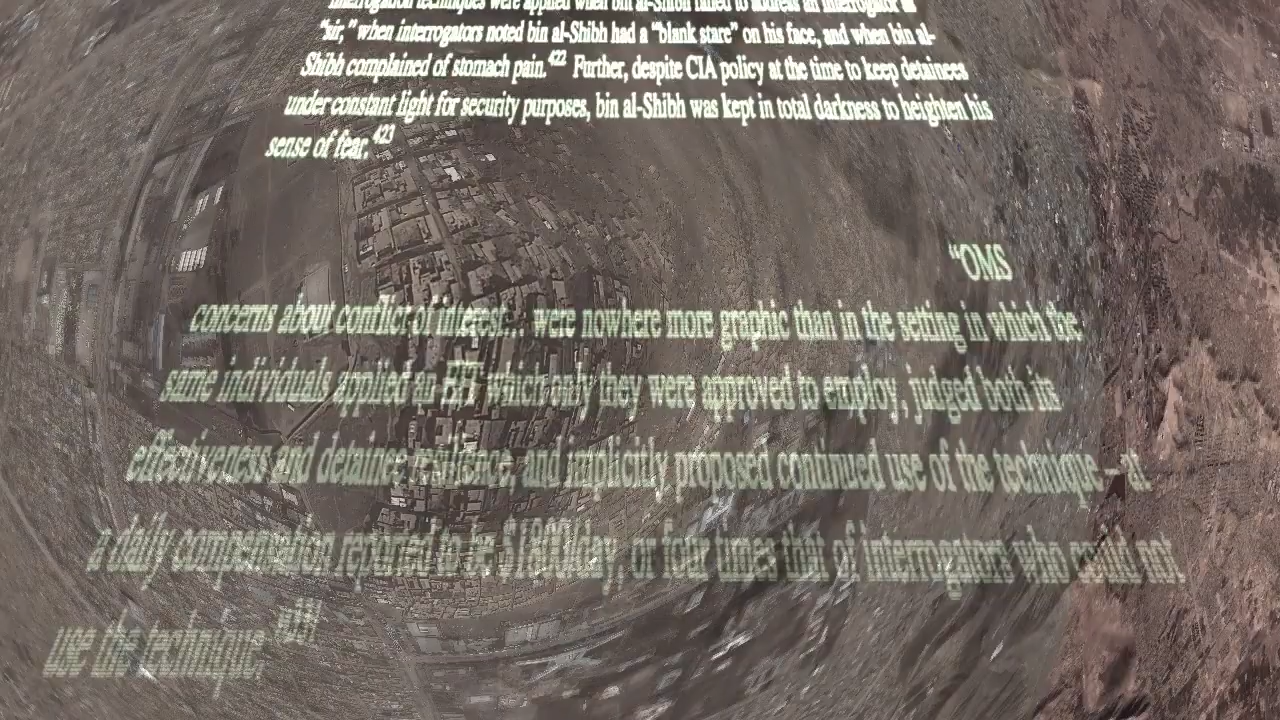 interrogation techniques were applied when bin al-Shibh failed to address an interrogator as
"sir," when interrogators noted bin al-Shibh had a "blank stare" on his face, and when bin al-
Shibh complained of stomach pain.422 Further, despite CIA policy at the time to keep detainees
under constant light for security purposes, bin al-Shibh was kept in total darkness to heighten his
sense of fear.423
"OMS
concerns about conflict of interest... were nowhere more graphic than in the setting in which the
same individuals applied an EIT which only they were approved to employ, judged both its
effectiveness and detainee resilience, and implicitly proposed continued use of the technique – at
a daily compensation reported to be $1800/day, or four times that of interrogators who could not
use the technique."